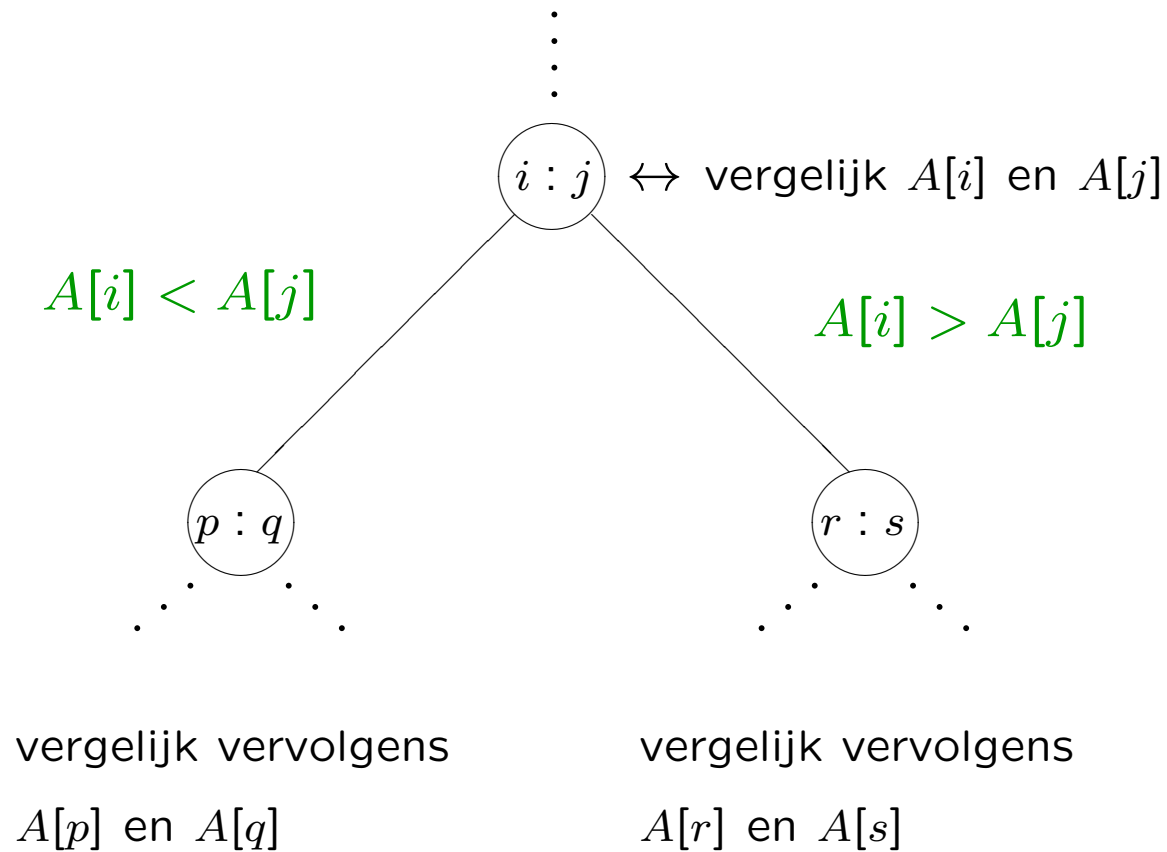 i : j ↔ vergelijk A[i] en A[j]
A[i] < A[j]
A[i] > A[j]
p : q
r : s
vergelijk vervolgens
A[p] en A[q]
vergelijk vervolgens
A[r] en A[s]